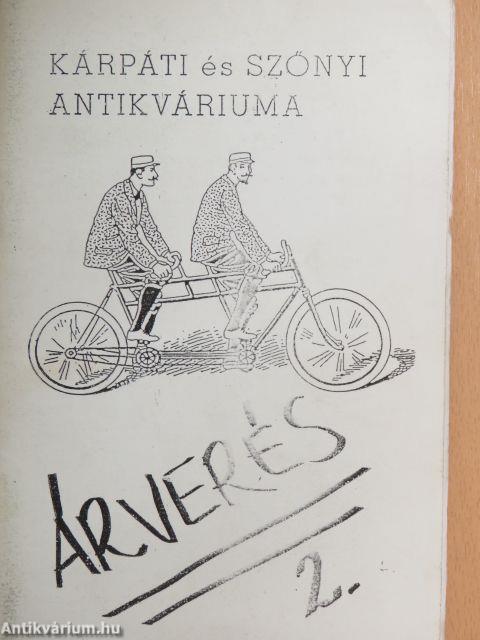 KÁRPÁTI és SZŐNYI
ANTIKVÁRIUMA
ÁRVERÉS
2.
Antikvárium.hu